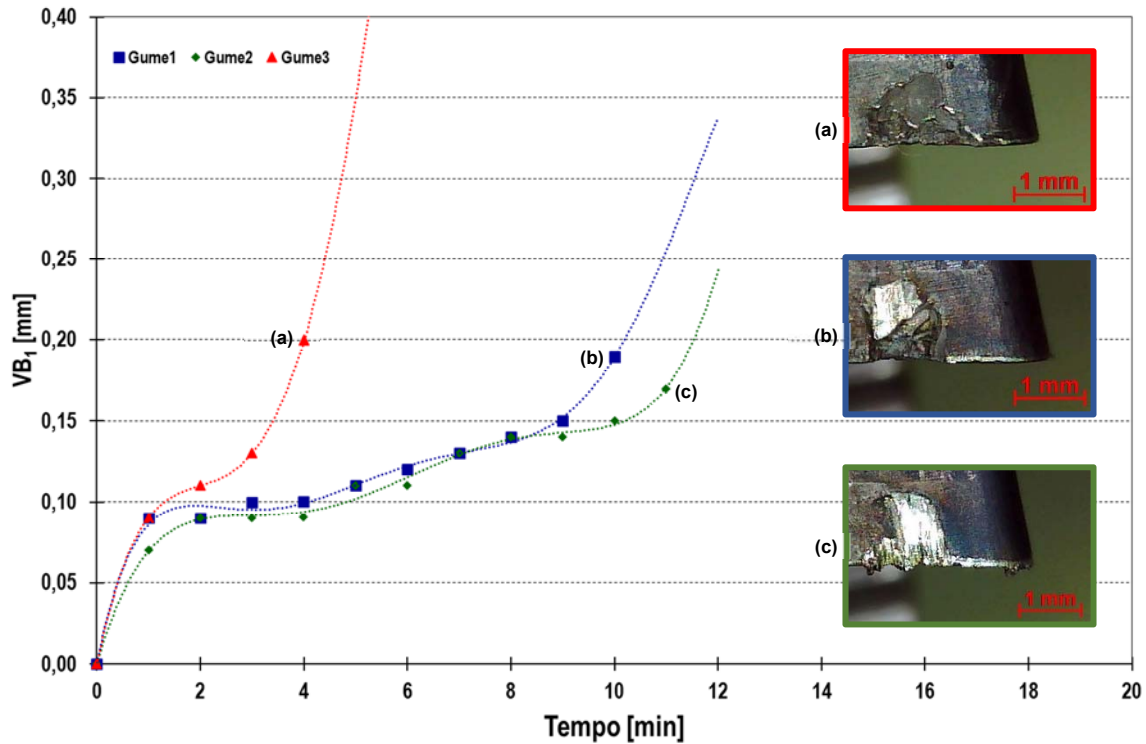 0,40
0,35
0,30
0,25
0,20
0,15
0,10
0,05
0,00
VB1 [mm]
Gume1 Gume2 Gume3
(a)
(b)
(c)
(a)
1 mm
(b)
1 mm
(c)
1 mm
0 2 4 6 8 10 12 14 16 18 20
Tempo [min]